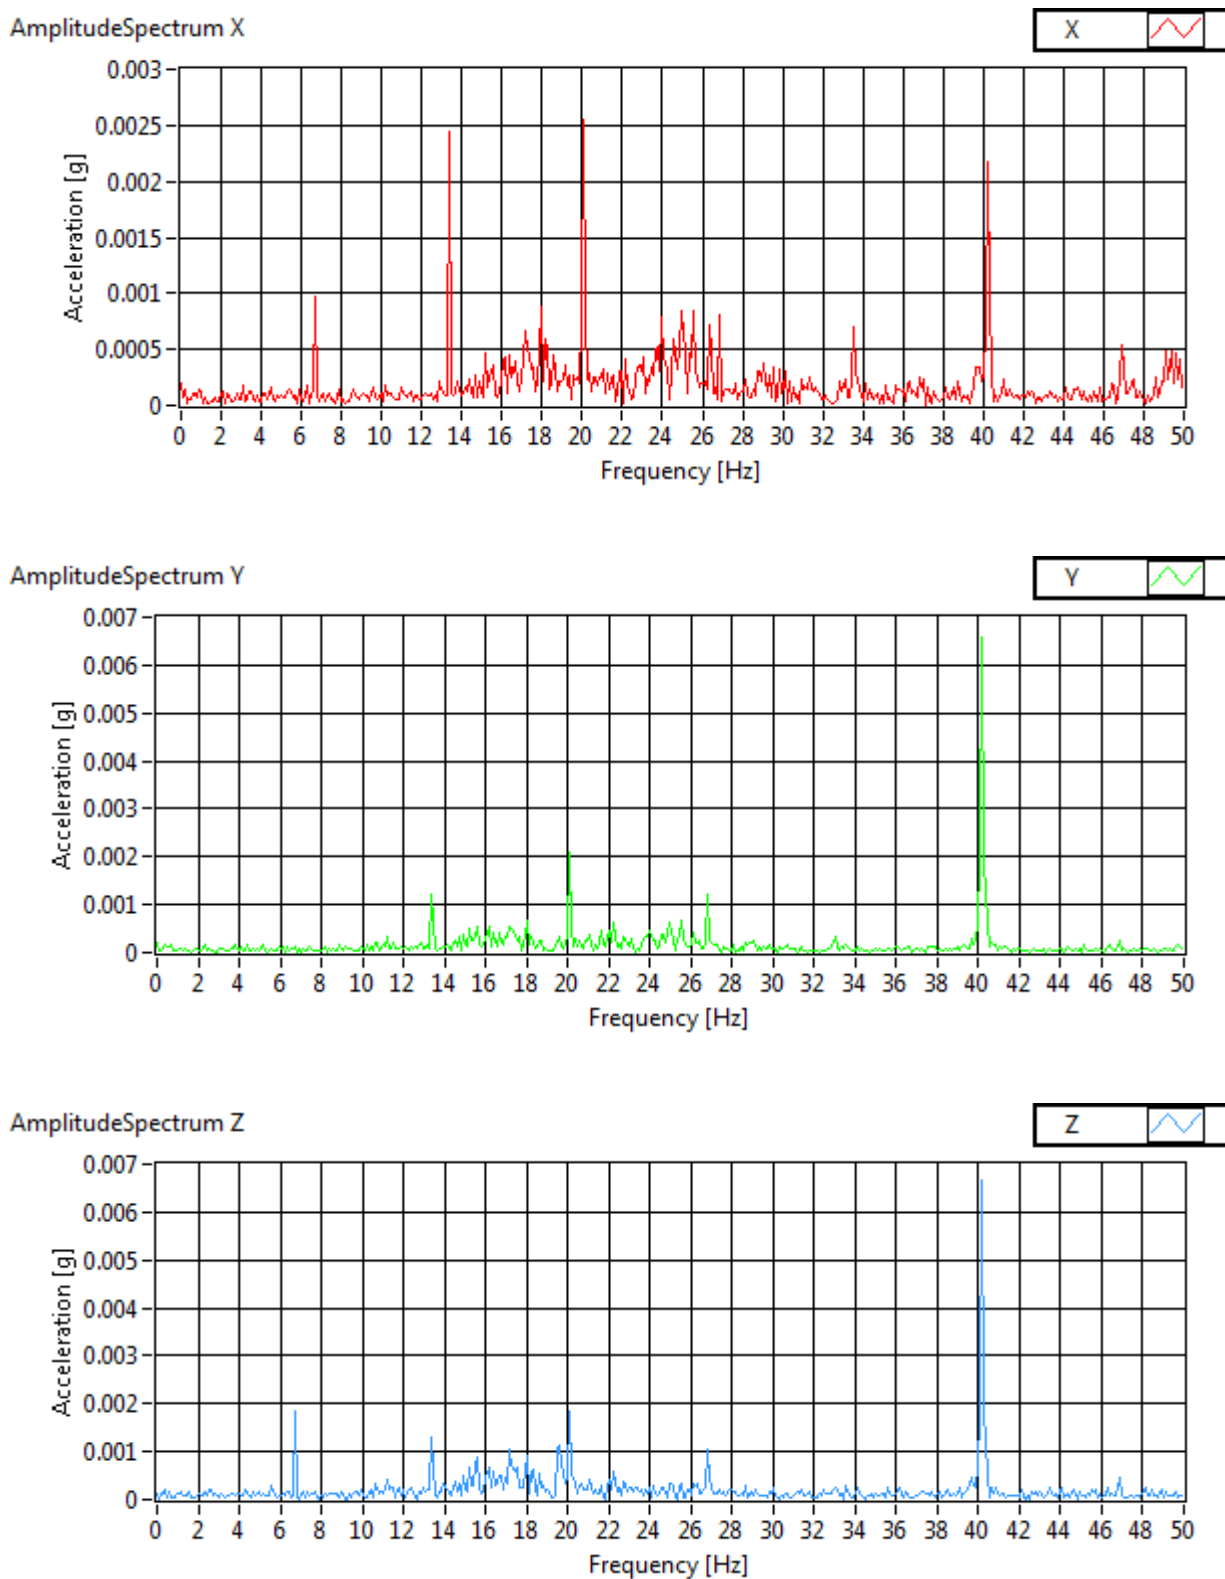 AmplitudeSpectrum X
X
0.003
0.0025
0.002
0.0015
0.001
0.0005
0
Acceleration [g]
0 2 4 6 8 10 12 14 16 18 20 22 24 26 28 30 32 34 36 38 40 42 44 46 48 50
Frequency [Hz]
AmplitudeSpectrum Y
Y
0.007
0.006
0.005
0.004
0.003
0.002
0.001
0
Acceleration [g]
0 2 4 6 8 10 12 14 16 18 20 22 24 26 28 30 32 34 36 38 40 42 44 46 48 50
Frequency [Hz]
AmplitudeSpectrum Z
Z
0.007
0.006
0.005
0.004
0.003
0.002
0.001
0
Acceleration [g]
0 2 4 6 8 10 12 14 16 18 20 22 24 26 28 30 32 34 36 38 40 42 44 46 48 50
Frequency [Hz]